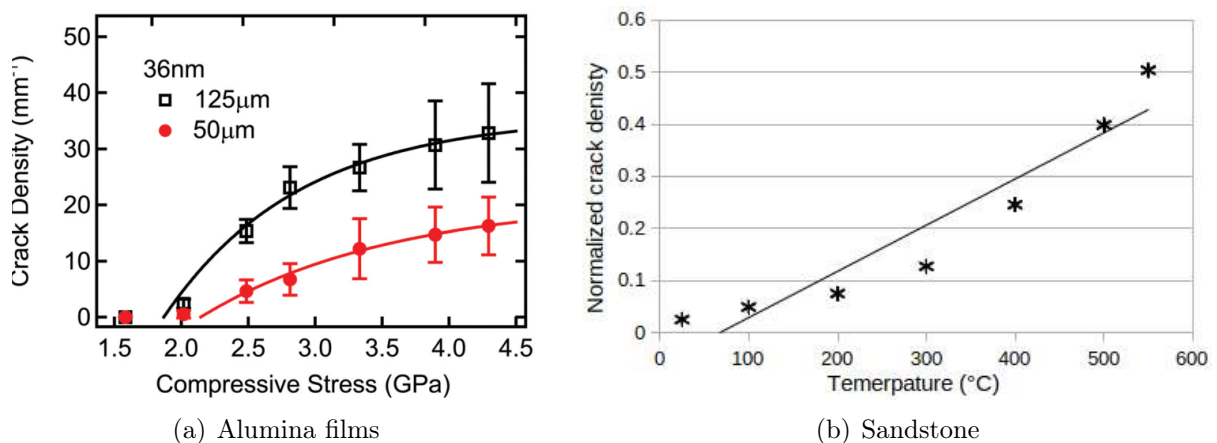 50
40
30
20
10
0
Crack Density (mm⁻¹)
36nm
125μm
50μm
1.5 2.0 2.5 3.0 3.5 4.0 4.5
Compressive Stress (GPa)
(a) Alumina films
0.6
0.5
0.4
0.3
0.2
0.1
0
Normalized crack denisty
0 100 200 300 400 500 600
Temerpature (°C)
(b) Sandstone